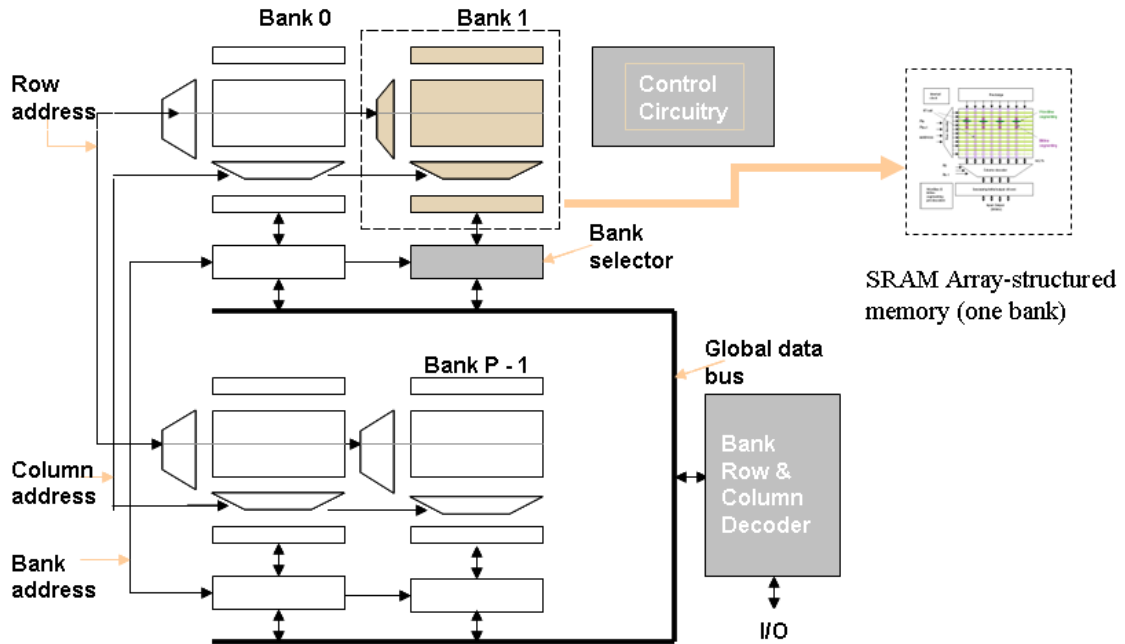 Bank 0
Bank 1
Row
address
Control
Circuitry
Bank
selector
SRAM Array-structured
memory (one bank)
Bank P - 1
Global data
bus
Bank
Row &
Column
Decoder
Column
address
Bank
address
I/O